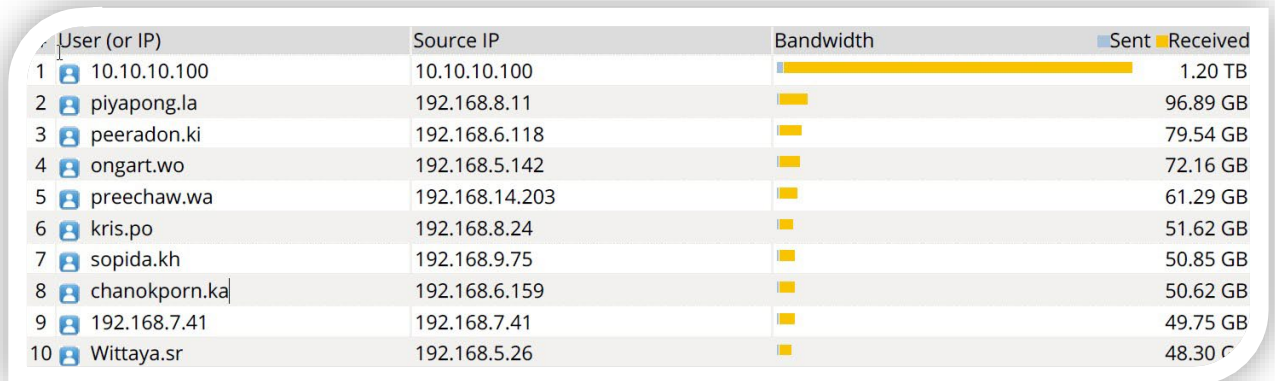 User (or IP) Source IP Bandwidth Sent Received
1 10.10.10.100 10.10.10.100 1.20 TB
2 piyapong.la 192.168.8.11 96.89 GB
3 peeradon.ki 192.168.6.118 79.54 GB
4 ongart.wo 192.168.5.142 72.16 GB
5 preechaw.wa 192.168.14.203 61.29 GB
6 kris.po 192.168.8.24 51.62 GB
7 sopida.kh 192.168.9.75 50.85 GB
8 chanokporn.ka 192.168.6.159 50.62 GB
9 192.168.7.41 192.168.7.41 49.75 GB
10 Wittaya.sr 192.168.5.26 48.30